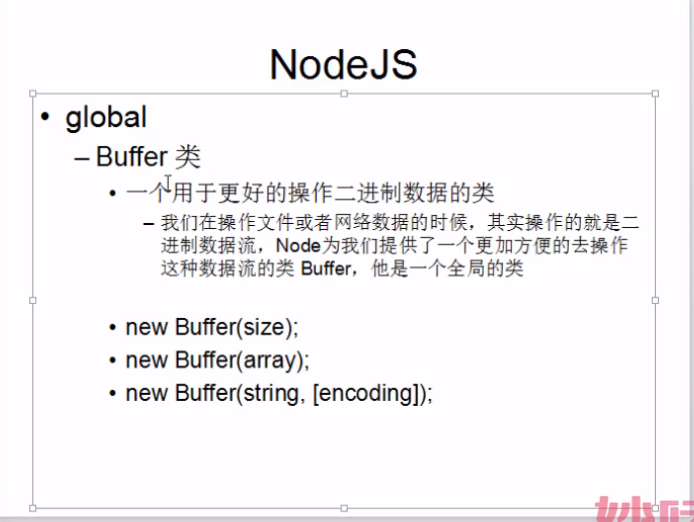 NodeJS
• global
– Buffer 类
• 一个用于更好的操作二进制数据的类
– 我们在操作文件或者网络数据的时候，其实操作的就是二
进制数据流，Node为我们提供了一个更加方便的去操作
这种数据流的类 Buffer，他是一个全局的类
• new Buffer(size);
• new Buffer(array);
• new Buffer(string, [encoding]);